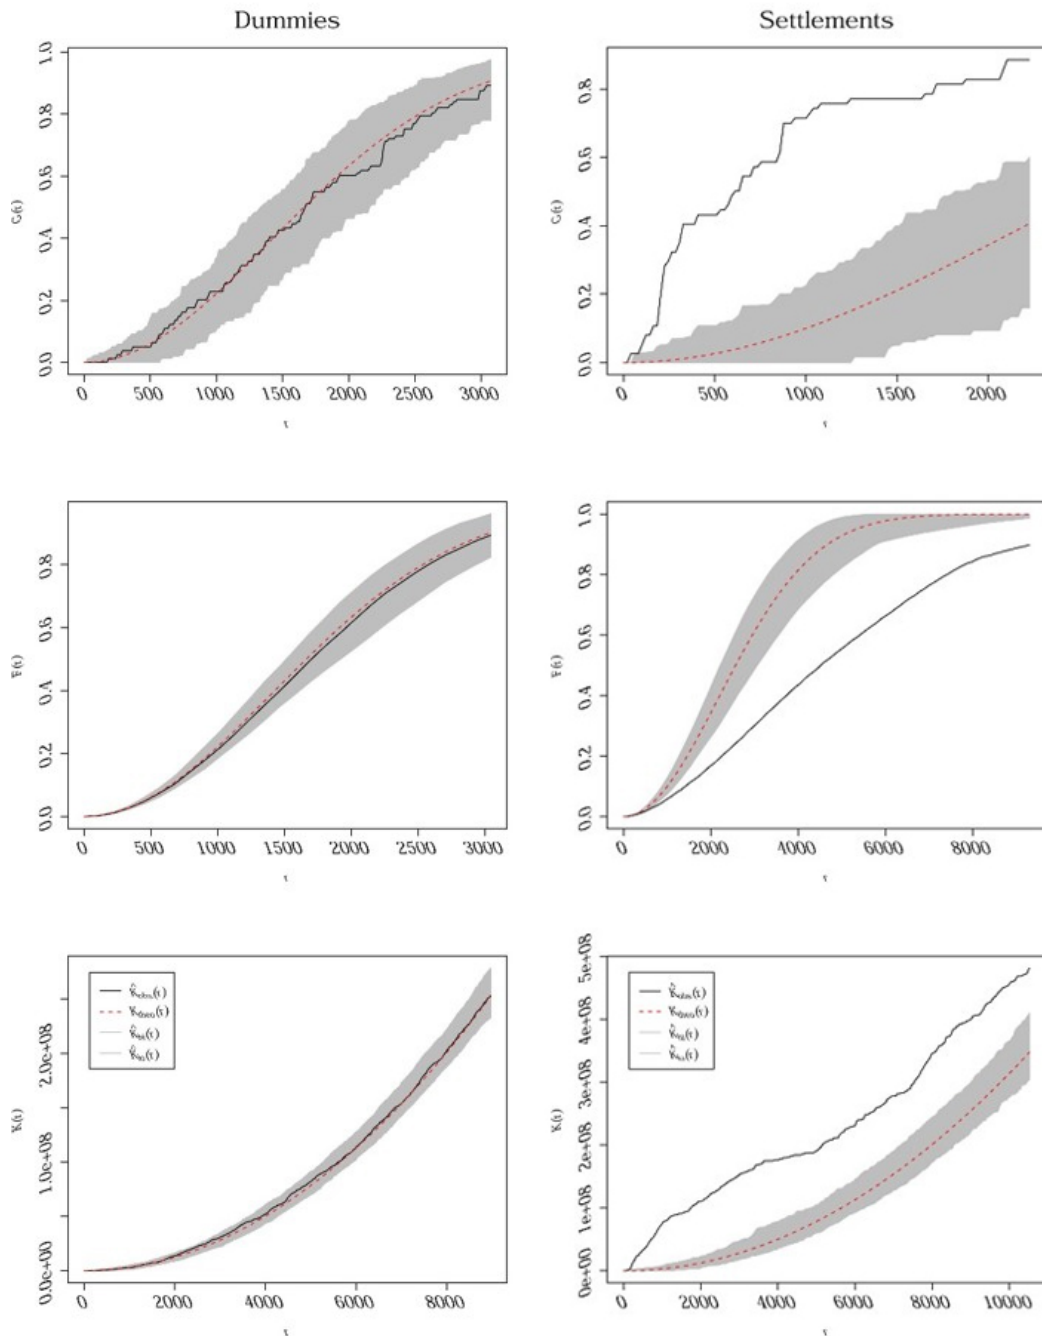 Dummies
Settlements
0.0 0.2 0.4 0.6 0.8 1.0
G(r)
0 500 1000 1500 2000 2500 3000
r
0.0 0.2 0.4 0.6 0.8
G(r)
0 500 1000 1500 2000
r
0.0 0.2 0.4 0.6 0.8
F(r)
0 500 1000 1500 2000 2500 3000
r
0.0 0.2 0.4 0.6 0.8 1.0
F(r)
0 2000 4000 6000 8000
r
0.0e+00 1.0e+08 2.0e+08
K(r)
0 2000 4000 6000 8000
r
0e+00 1e+08 2e+08 3e+08 4e+08 5e+08
K(r)
0 2000 4000 6000 8000 10000
r